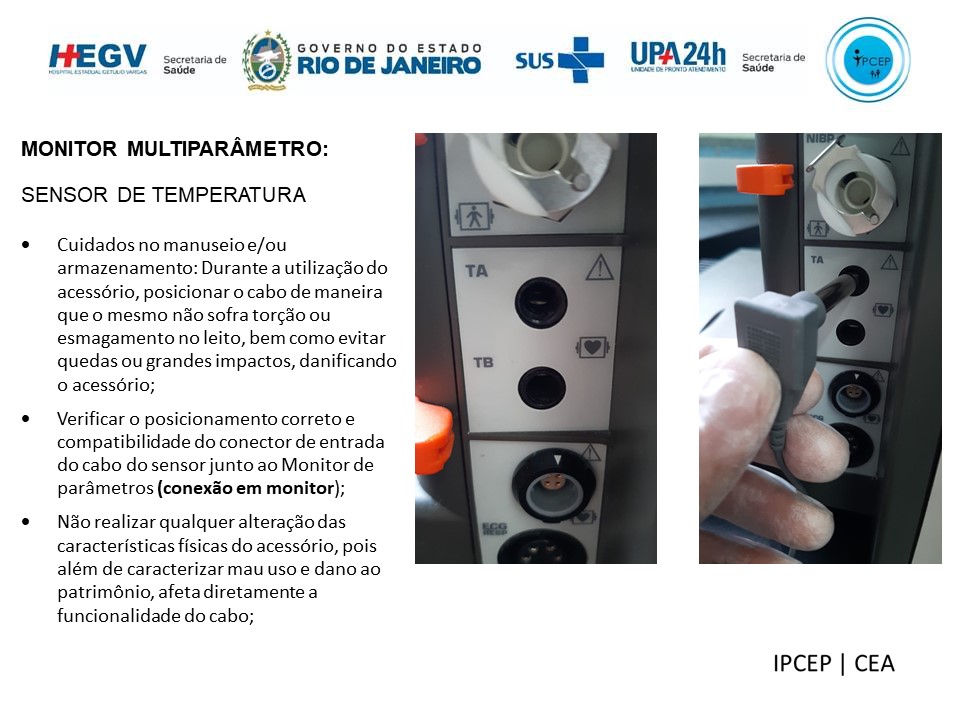 HEGV
HOSPITAL ESTADUAL GETÚLIO VARGAS
Secretaria de
Saúde
GOVERNO DO ESTADO
RIO DE JANEIRO
SUS
UPA24h
UNIDADE DE PRONTO ATENDIMENTO
Secretaria de
Saúde
IPCEP
MONITOR MULTIPARÂMETRO:
SENSOR DE TEMPERATURA
• Cuidados no manuseio e/ou
armazenamento: Durante a utilização do
acessório, posicionar o cabo de maneira
que o mesmo não sofra torção ou
esmagamento no leito, bem como evitar
quedas ou grandes impactos, danificando
o acessório;
• Verificar o posicionamento correto e
compatibilidade do conector de entrada
do cabo do sensor junto ao Monitor de
parâmetros (conexão em monitor);
• Não realizar qualquer alteração das
características físicas do acessório, pois
além de caracterizar mau uso e dano ao
patrimônio, afeta diretamente a
funcionalidade do cabo;
TA
TB
ECG
RESP
NIBP
TA
IPCEP | CEA